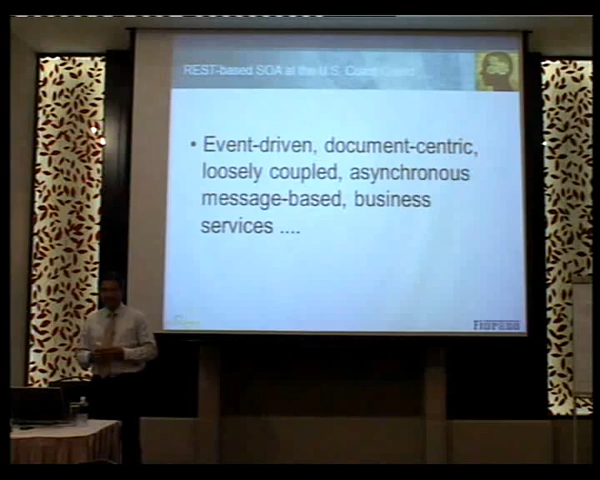 REST-based SOA at the U.S. Coast Guard
• Event-driven, document-centric,
loosely coupled, asynchronous
message-based, business
services ....
Fiorano